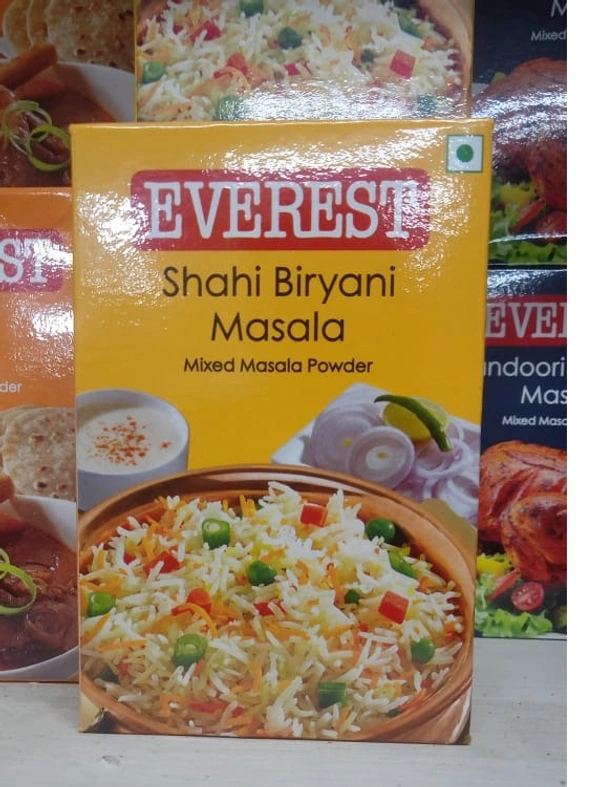 EVEREST
Shahi Biryani
Masala
Mixed Masala Powder
ST
der
M
Mixed
EVE
ndoori
Mas
Mixed Masa